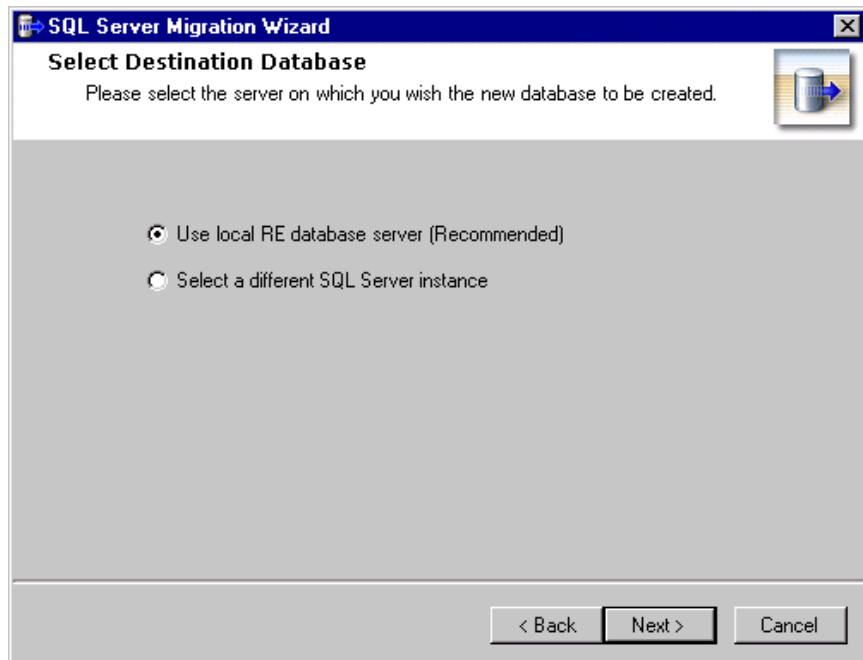 SQL Server Migration Wizard
Select Destination Database
Please select the server on which you wish the new database to be created.
Use local RE database server (Recommended)
Select a different SQL Server instance
< Back Next > Cancel